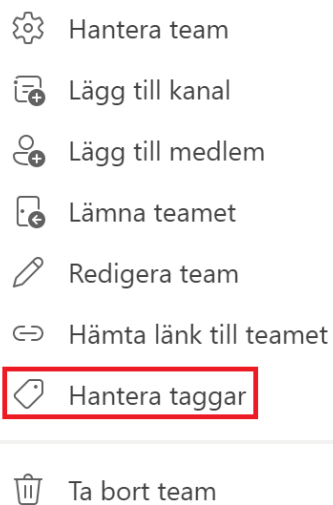 Hantera team
Lägg till kanal
Lägg till medlem
Lämna teamet
Redigera team
Hämta länk till teamet
Hantera taggar
Ta bort team